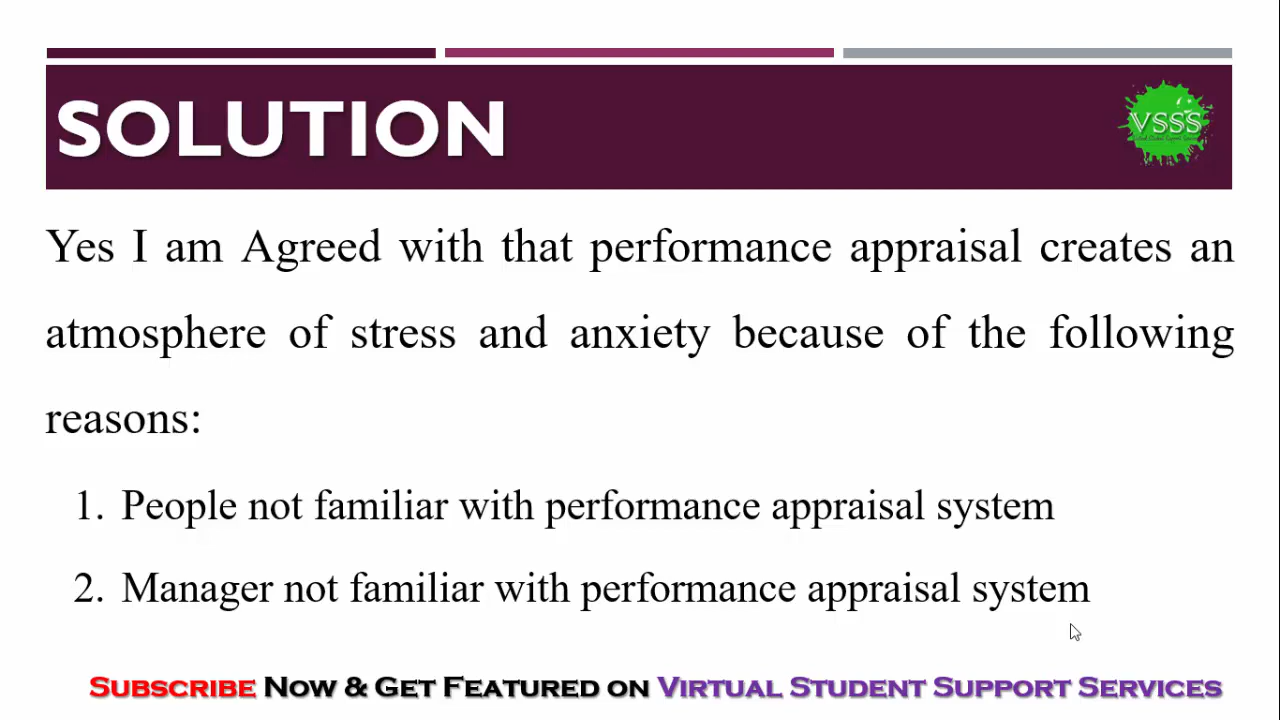 SOLUTION
VSSS
Yes I am Agreed with that performance appraisal creates an
atmosphere of stress and anxiety because of the following
reasons:
1. People not familiar with performance appraisal system
2. Manager not familiar with performance appraisal system
Subscribe Now & Get Featured on Virtual Student Support Services